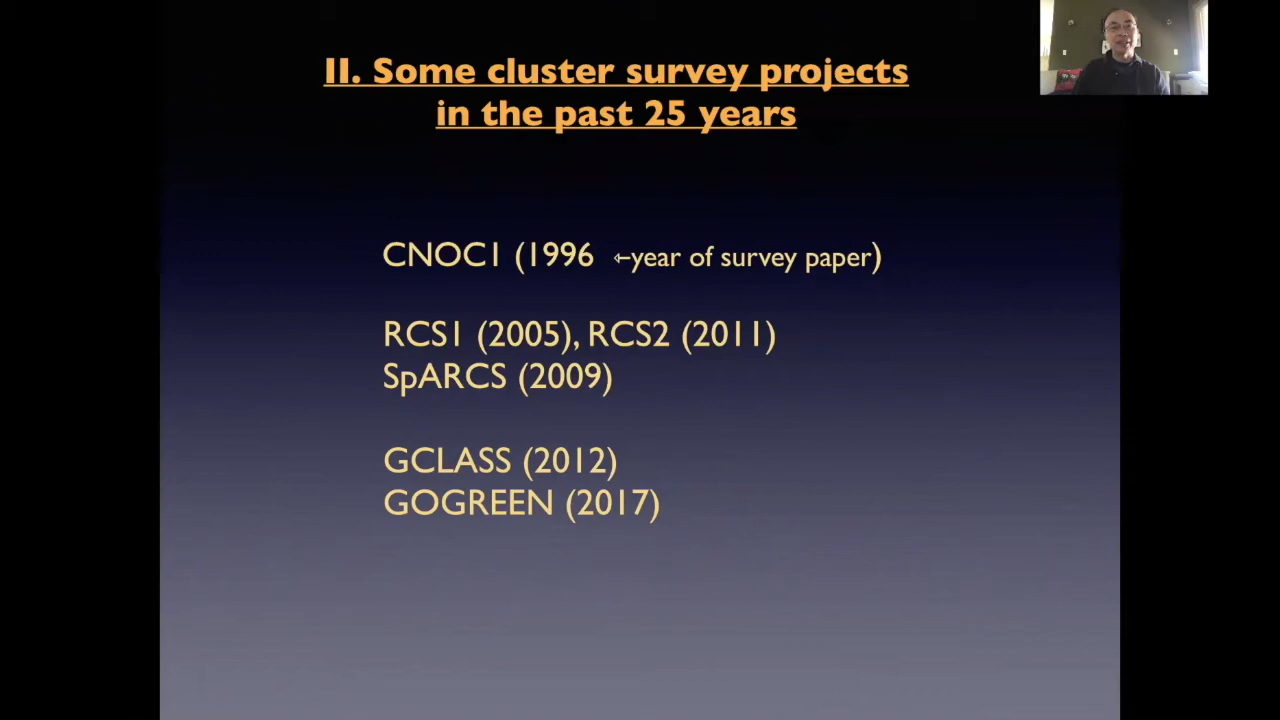 II. Some cluster survey projects
in the past 25 years
CNOC1 (1996 ←year of survey paper)
RCS1 (2005), RCS2 (2011)
SpARCS (2009)
GCLASS (2012)
GOGREEN (2017)